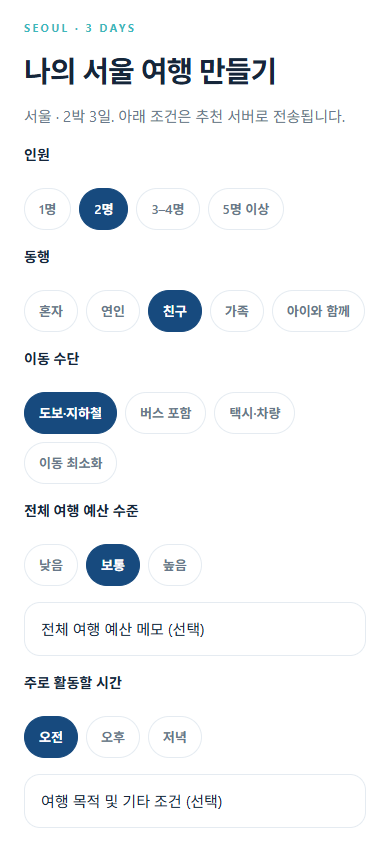 SEOUL · 3 DAYS
나의 서울 여행 만들기
서울 · 2박 3일. 아래 조건은 추천 서버로 전송됩니다.
인원
1명 2명 3–4명 5명 이상
동행
혼자 연인 친구 가족 아이와 함께
이동 수단
도보·지하철 버스 포함 택시·차량
이동 최소화
전체 여행 예산 수준
낮음 보통 높음
전체 여행 예산 메모 (선택)
주로 활동할 시간
오전 오후 저녁
여행 목적 및 기타 조건 (선택)